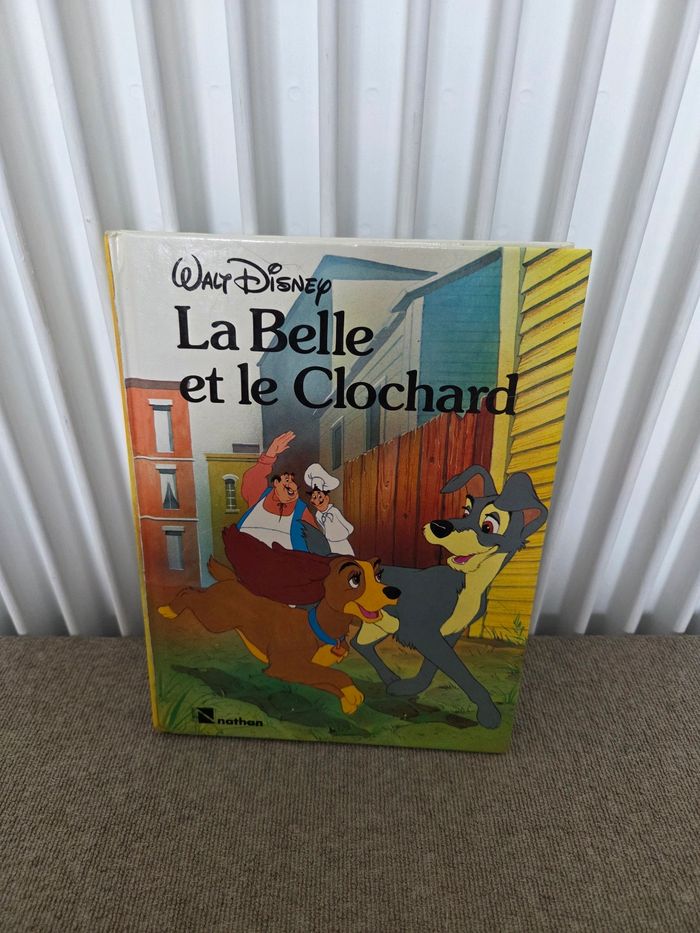 Walt Disney
La Belle
et le Clochard
nathan